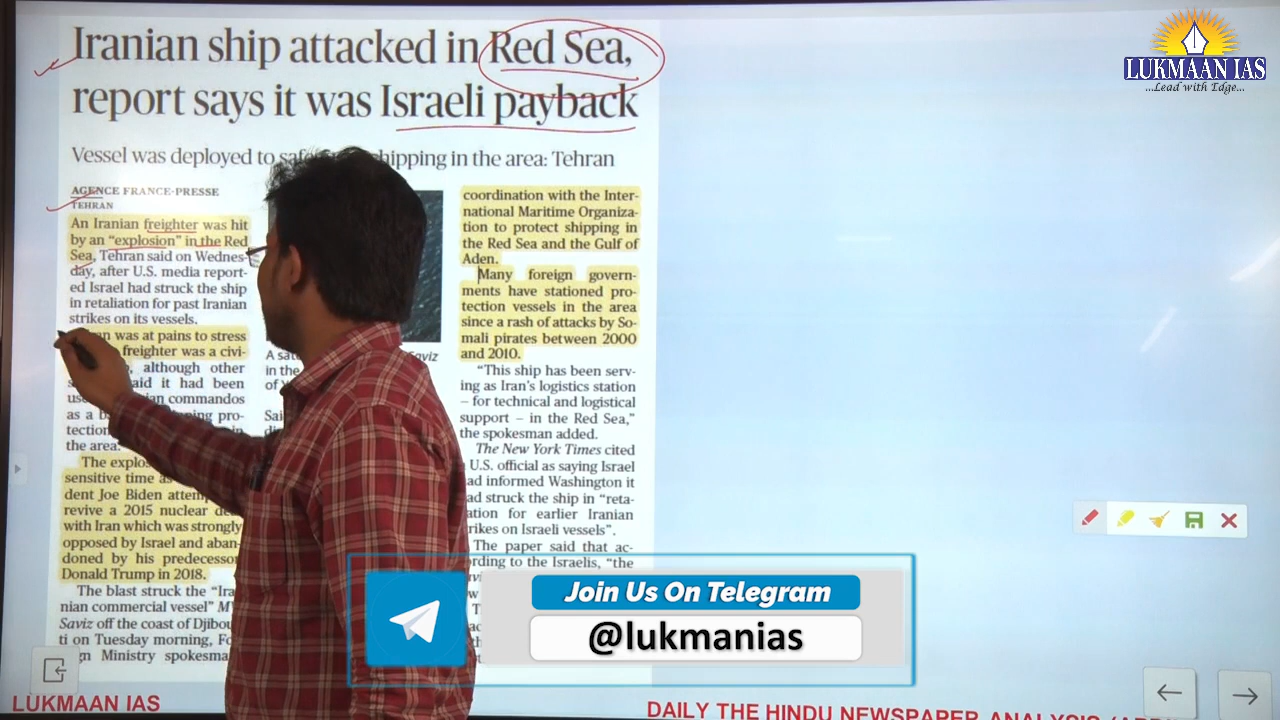 Iranian ship attacked in Red Sea,
report says it was Israeli payback
Vessel was deployed to shipping in the area: Tehran
AGENCE FRANCE-PRESSE
TEHRAN
An Iranian freighter was hit
by an “explosion” in the Red
Sea, Tehran said on Wednes-
day, after U.S. media report-
ed Israel had struck the ship
in retaliation for past Iranian
strikes on its vessels.
was at pains to stress
freighter was a civi-
although other
said it had been
commandos
as a
tection
the area.
The
sensitive time
dent Joe Biden
revive a 2015 nuclear
with Iran which was strongly
opposed by Israel and aban-
doned by his predecessor
Donald Trump in 2018.
The blast struck the
nian commercial vessel”
Saviz off the coast of
ti on Tuesday morning,
Ministry
in the
coordination with the Inter-
national Maritime Organiza-
tion to protect shipping in
the Red Sea and the Gulf of
Aden.
Many foreign govern-
ments have stationed pro-
tection vessels in the area
since a rash of attacks by So-
mali pirates between 2000
and 2010.
“This ship has been serv-
ing as Iran’s logistics station
– for technical and logistical
support – in the Red Sea,”
the spokesman added.
The New York Times cited
U.S. official as saying Israel
had informed Washington it
had struck the ship in “reta-
for earlier Iranian
on Israeli vessels”.
The paper said that ac-
to the Israelis, “the
LUKMAAN IAS
...Lead with Edge...
Join Us On Telegram
@lukmanias
LUKMAAN IAS
DAILY THE HINDU NEWSPAPER ANALYSIS